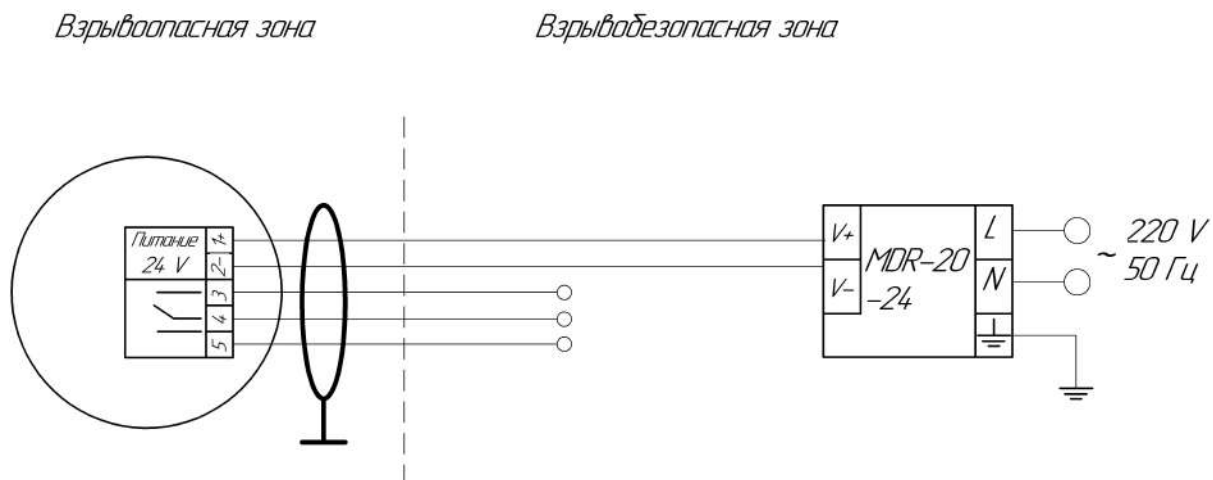 Взрывоопасная зона
Взрывобезопасная зона
Питание
24 V
1+
2-
3
4
5
V+
V-
MDR-20
-24
L
N
220 V
~
50 Гц